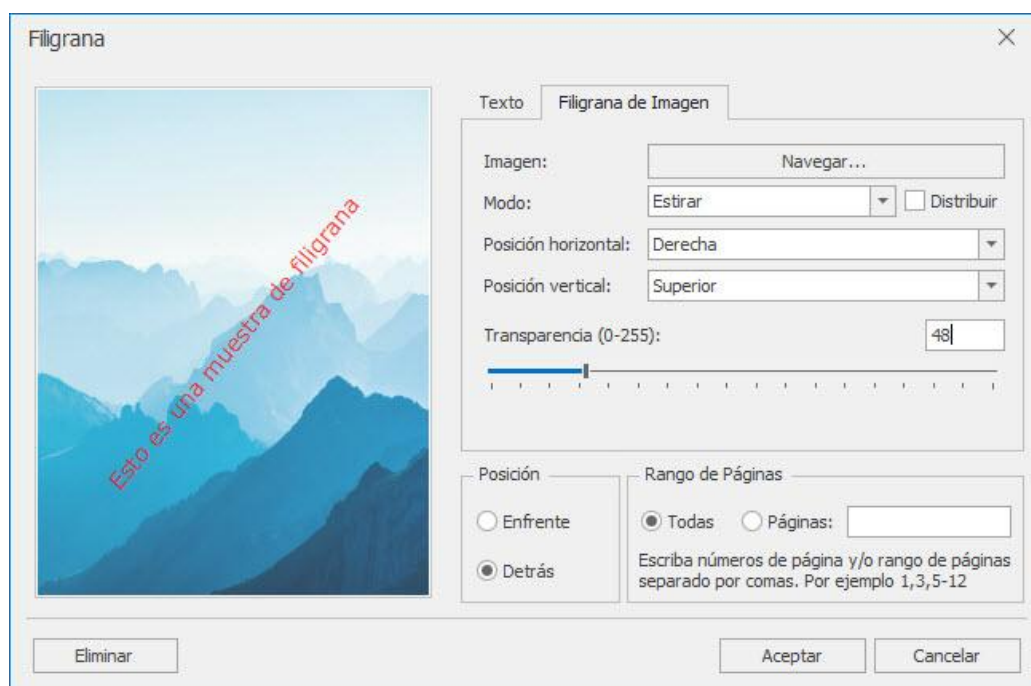 Filigrana
Esto es una muestra de filigrana
Texto
Filigrana de Imagen
Imagen:
Navegar...
Modo:
Estirar
Distribuir
Posición horizontal:
Derecha
Posición vertical:
Superior
Transparencia (0-255):
48
Posición
Enfrente
Detrás
Rango de Páginas
Todas
Páginas:
Escriba números de página y/o rango de páginas
separado por comas. Por ejemplo 1,3,5-12
Eliminar
Aceptar
Cancelar